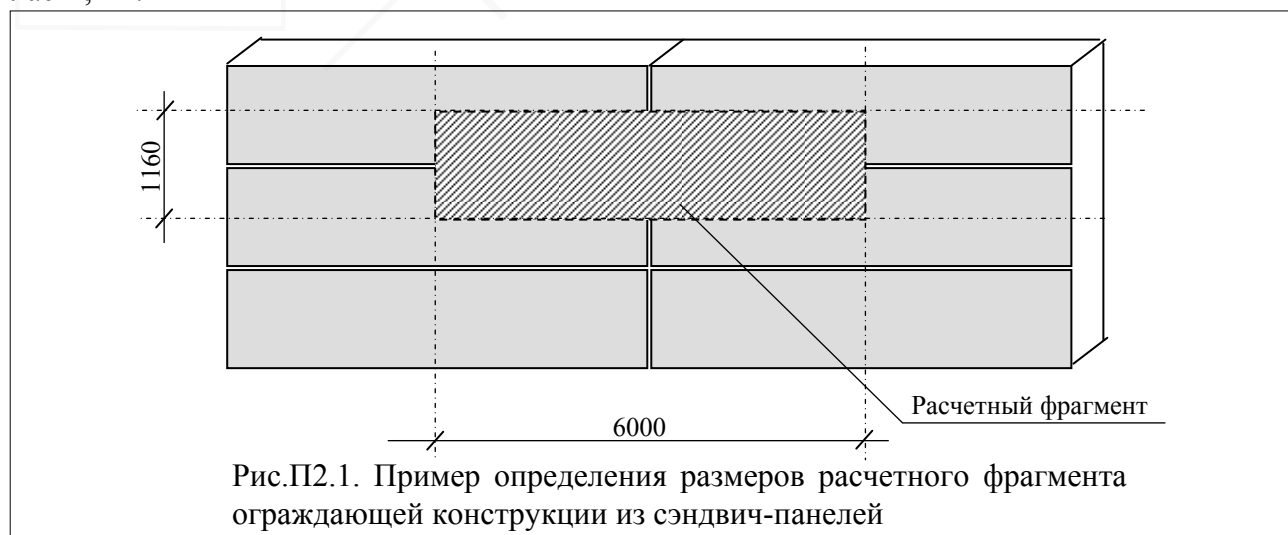 1160
6000
Расчетный фрагмент
Рис.П2.1. Пример определения размеров расчетного фрагмента
ограждающей конструкции из сэндвич-панелей